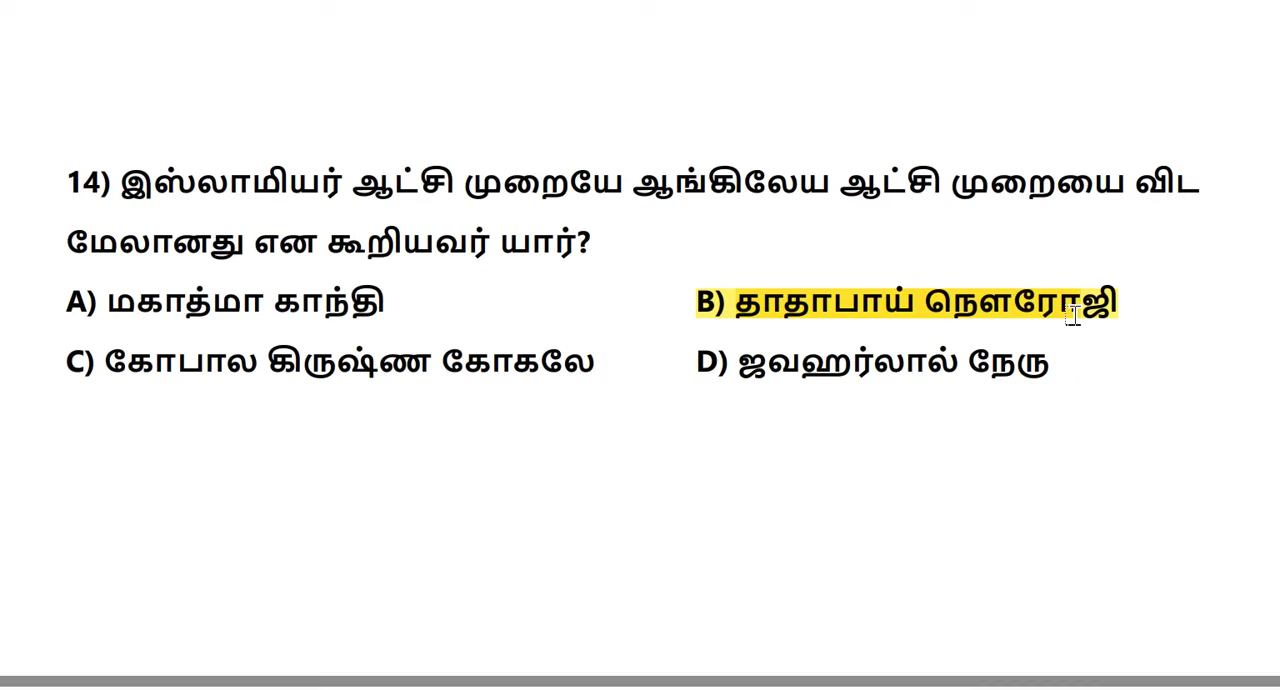 14) இஸ்லாமியர் ஆட்சி முறையே ஆங்கிலேய ஆட்சி முறையை விட
மேலானது என கூறியவர் யார்?
A) மகாத்மா காந்தி B) தாதாபாய் நௌரோஜி
C) கோபால கிருஷ்ண கோகலே D) ஜவஹர்லால் நேரு